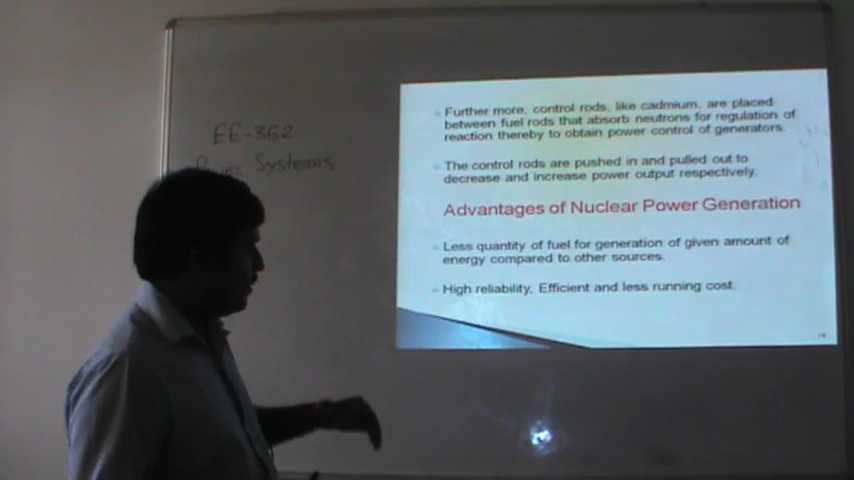 EE-352
Power Systems
Further more, control rods, like cadmium, are placed
between fuel rods that absorb neutrons for regulation of
reaction thereby to obtain power control of generators.
The control rods are pushed in and pulled out to
decrease and increase power output respectively.
Advantages of Nuclear Power Generation
Less quantity of fuel for generation of given amount of
energy compared to other sources.
High reliability, Efficient and less running cost.